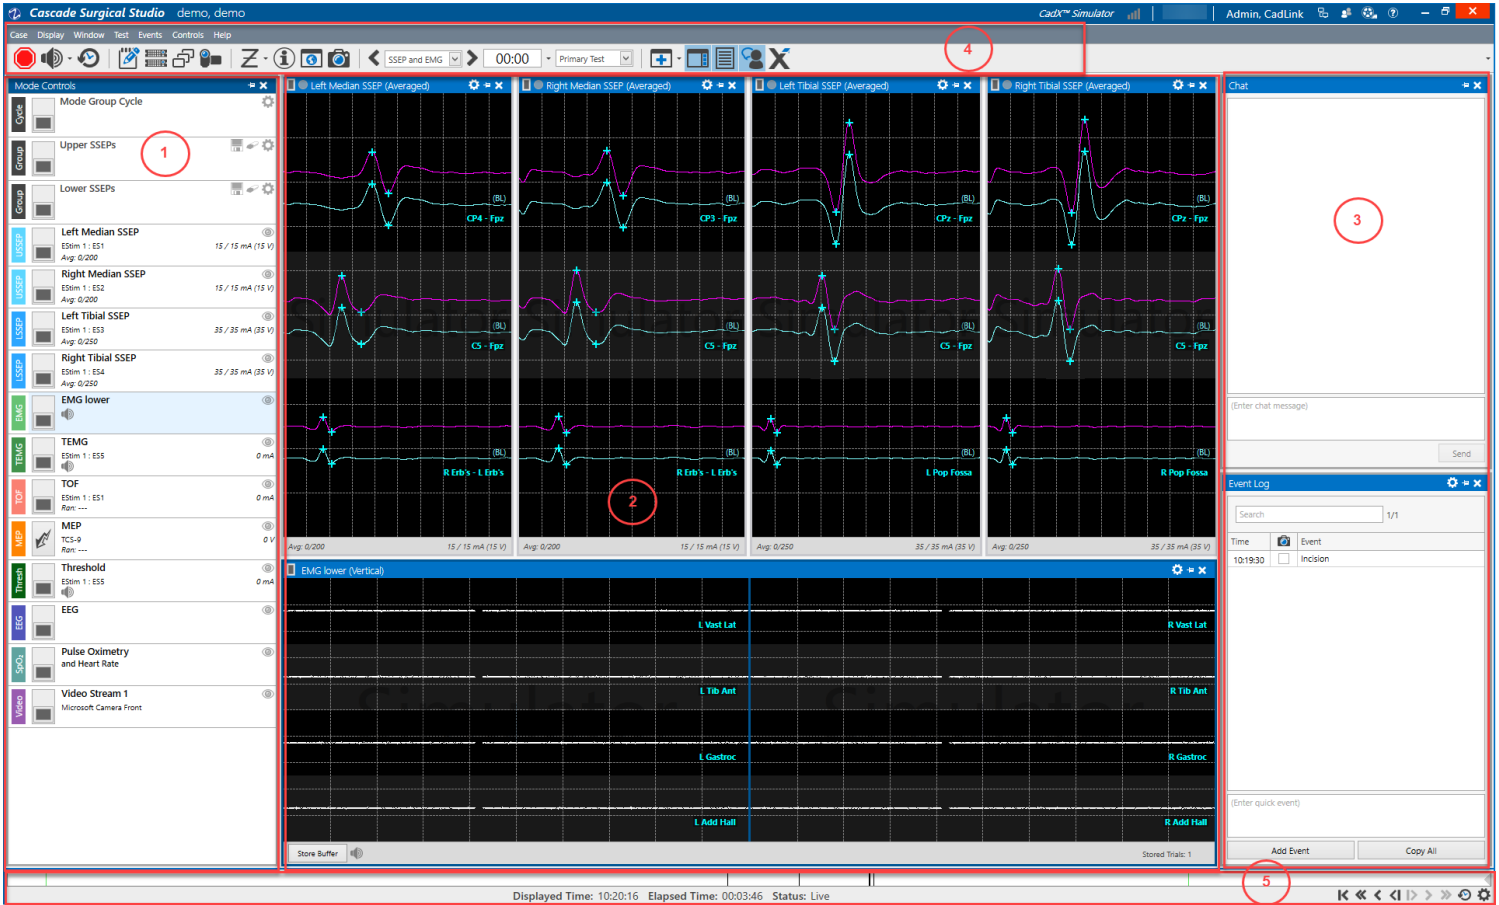 Cascade Surgical Studio demo, demo
CadX™ Simulator
Admin, CadLink
Case Display Window Test Events Controls Help
SSEP and EMG
00:00
Primary Test
4
Mode Controls
Cycle
Mode Group Cycle
Group
Upper SSEPs
1
Group
Lower SSEPs
USSEP
Left Median SSEP
EStim 1 : ES1 15 / 15 mA (15 V)
Avg: 0/200
USSEP
Right Median SSEP
EStim 1 : ES2 15 / 15 mA (15 V)
Avg: 0/200
LSSEP
Left Tibial SSEP
EStim 1 : ES3 35 / 35 mA (35 V)
Avg: 0/250
LSSEP
Right Tibial SSEP
EStim 1 : ES4 35 / 35 mA (35 V)
Avg: 0/250
EMG
EMG lower
TEMG
TEMG
EStim 1 : ES5 0 mA
TOF
TOF
EStim 1 : ES1 0 mA
Ran: ---
MEP
MEP
TCS-9 0 V
Ran: ---
Thresh
Threshold
EStim 1 : ES5 0 mA
EEG
EEG
SpO2
Pulse Oximetry
and Heart Rate
Video
Video Stream 1
Microsoft Camera Front
Left Median SSEP (Averaged)
(BL)
CP4 - Fpz
(BL)
C5 - Fpz
(BL)
R Erb's - L Erb's
Avg: 0/200 15 / 15 mA (15 V)
Right Median SSEP (Averaged)
(BL)
CP3 - Fpz
(BL)
C5 - Fpz
(BL)
R Erb's - L Erb's
2
Avg: 0/200 15 / 15 mA (15 V)
Left Tibial SSEP (Averaged)
(BL)
CPz - Fpz
(BL)
C5 - Fpz
(BL)
L Pop Fossa
Avg: 0/250 35 / 35 mA (35 V)
Right Tibial SSEP (Averaged)
(BL)
CPz - Fpz
(BL)
C5 - Fpz
(BL)
R Pop Fossa
Avg: 0/250 35 / 35 mA (35 V)
EMG lower (Vertical)
L Vast Lat R Vast Lat
L Tib Ant R Tib Ant
Simulator Simulator
L Gastroc R Gastroc
L Add Hall R Add Hall
Store Buffer
Stored Trials: 1
Chat
3
(Enter chat message)
Send
Event Log
Search 1/1
Time Event
10:19:30 Incision
(Enter quick event)
Add Event Copy All
5
Displayed Time: 10:20:16 Elapsed Time: 00:03:46 Status: Live